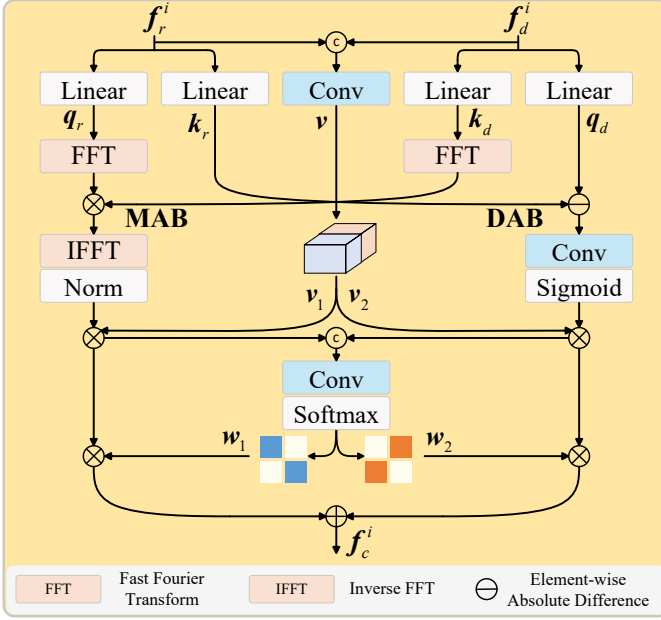 f_r^i f_d^i
c
Linear Linear Conv Linear Linear
q_r k_r v k_d q_d
FFT FFT
MAB DAB
IFFT Conv
Norm Sigmoid
v_1 v_2
c
Conv
Softmax
w_1 w_2
f_c^i
FFT Fast Fourier Transform IFFT Inverse FFT Element-wise Absolute Difference